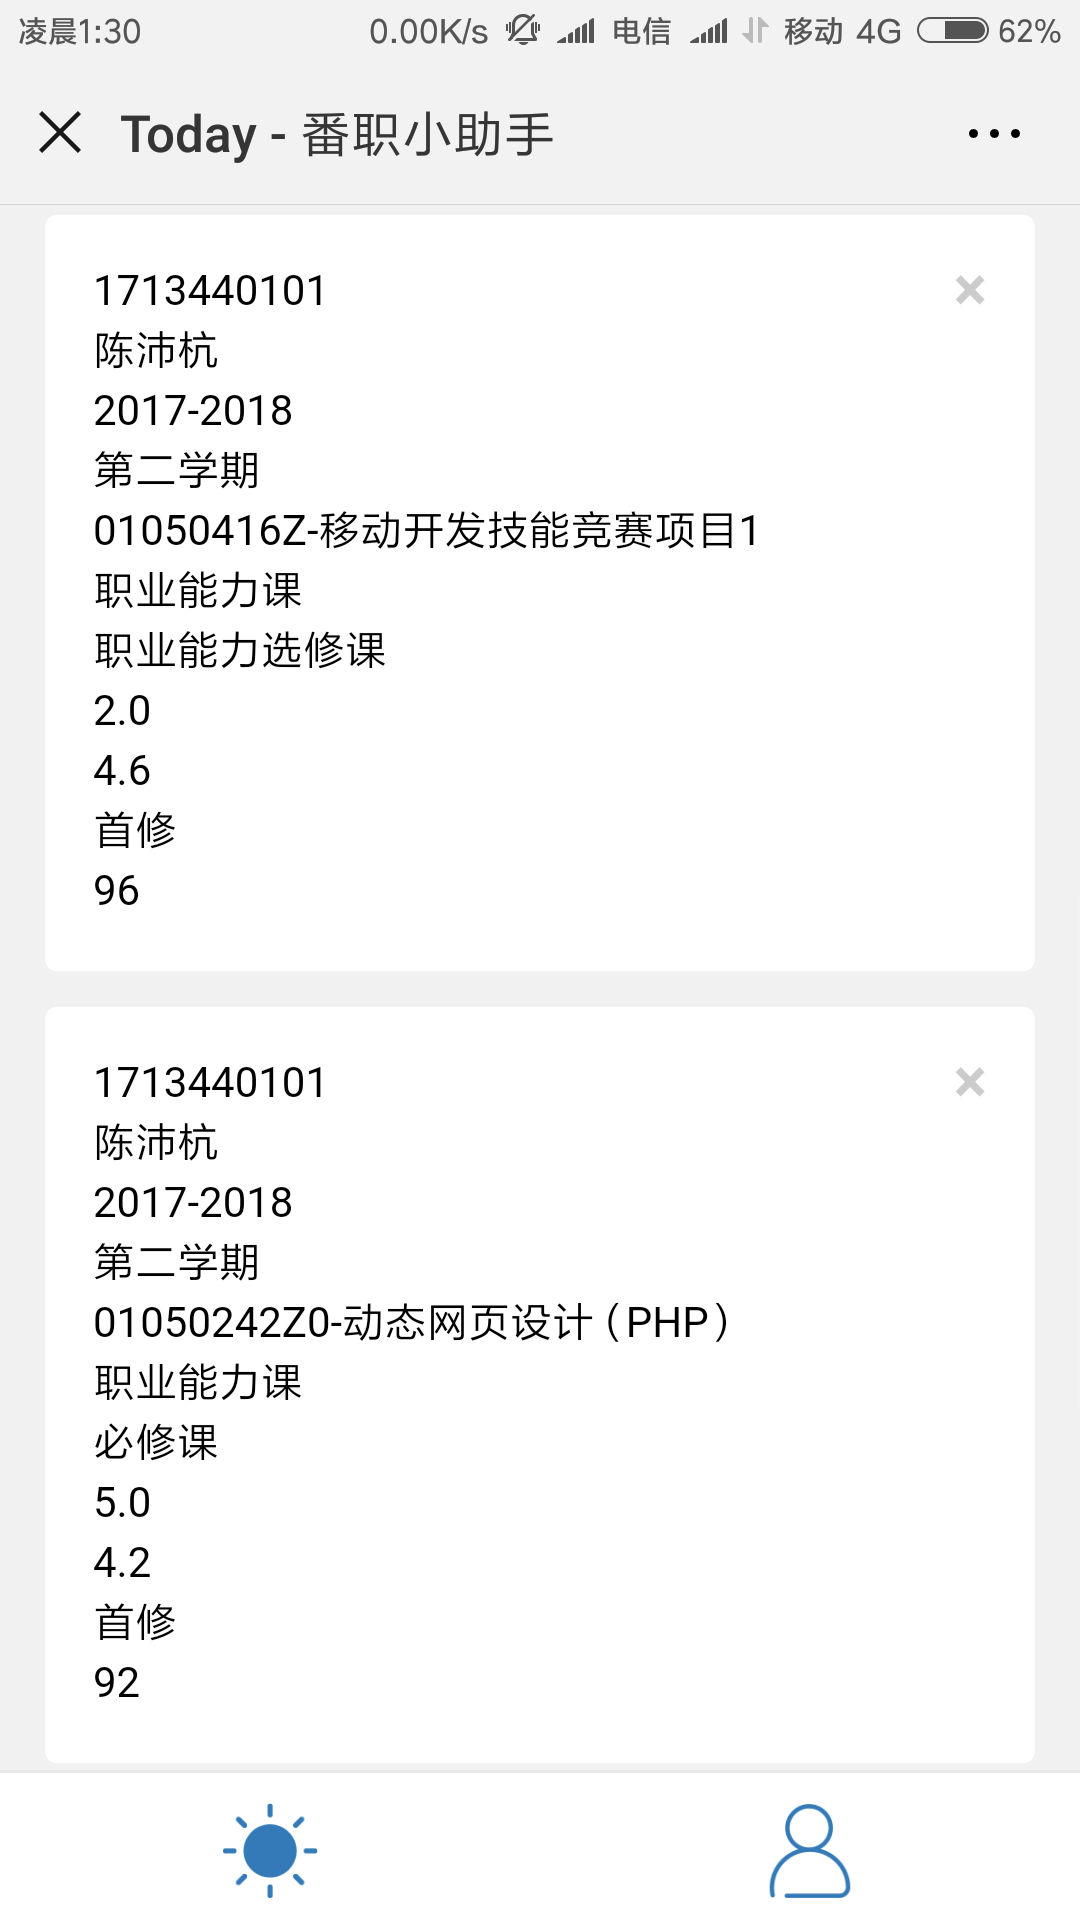 凌晨1:30 0.00K/s 电信 移动 4G 62%
Today - 番职小助手
1713440101
陈沛杭
2017-2018
第二学期
01050416Z-移动开发技能竞赛项目1
职业能力课
职业能力选修课
2.0
4.6
首修
96
1713440101
陈沛杭
2017-2018
第二学期
01050242Z0-动态网页设计（PHP）
职业能力课
必修课
5.0
4.2
首修
92